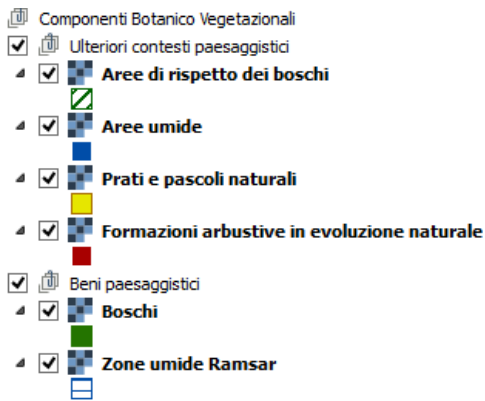 Componenti Botanico Vegetazionali
Ulteriori contesti paesaggistici
Aree di rispetto dei boschi
Aree umide
Prati e pascoli naturali
Formazioni arbustive in evoluzione naturale
Beni paesaggistici
Boschi
Zone umide Ramsar